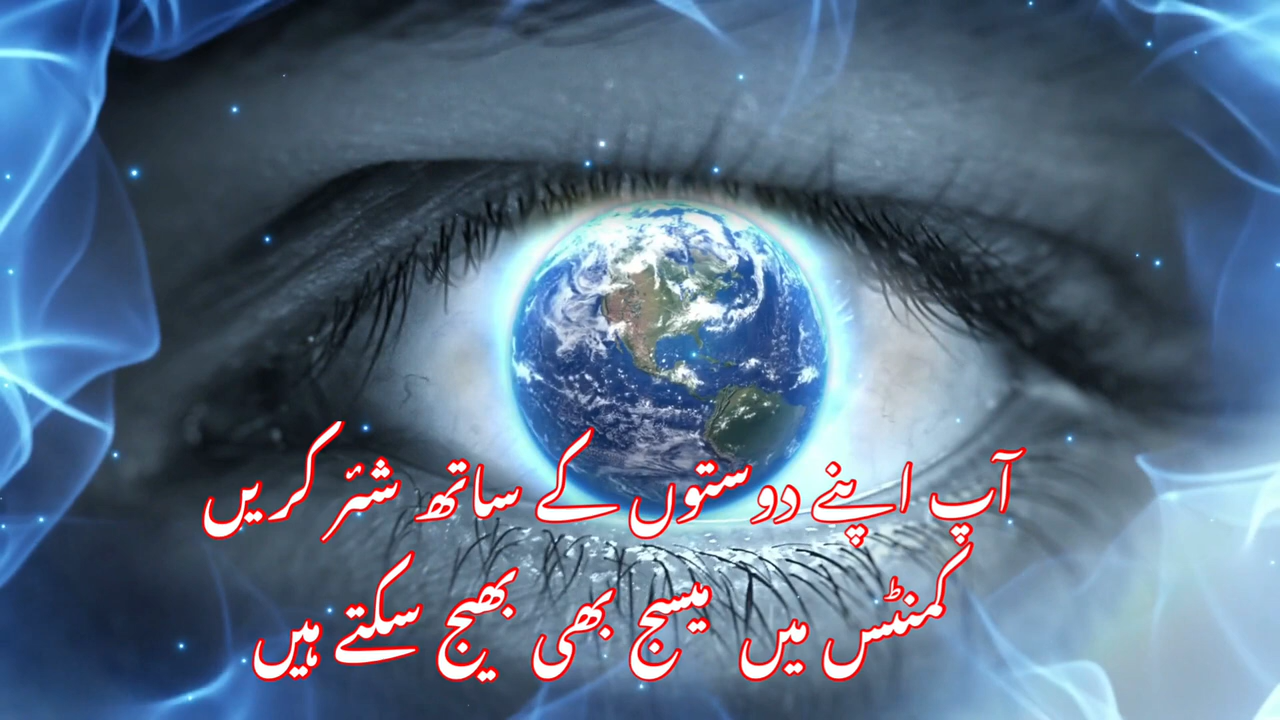 آپ اپنے دوستوں کے ساتھ شئر کریں
کمنٹس میں میسج بھی بھیج سکتے ہیں